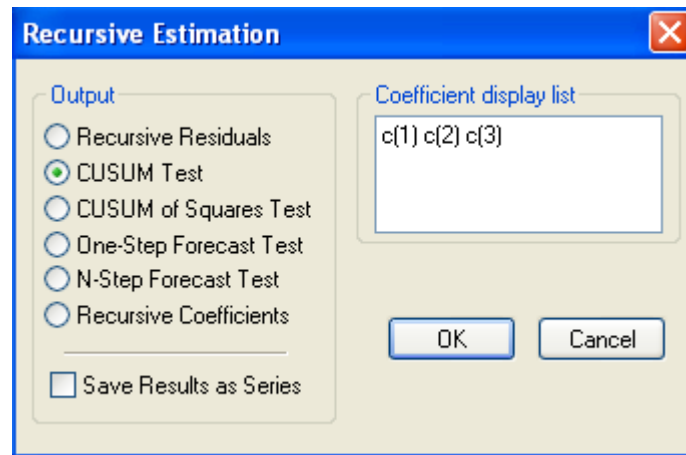 Recursive Estimation
Output
Recursive Residuals
CUSUM Test
CUSUM of Squares Test
One-Step Forecast Test
N-Step Forecast Test
Recursive Coefficients
Save Results as Series
Coefficient display list
c(1) c(2) c(3)
OK
Cancel